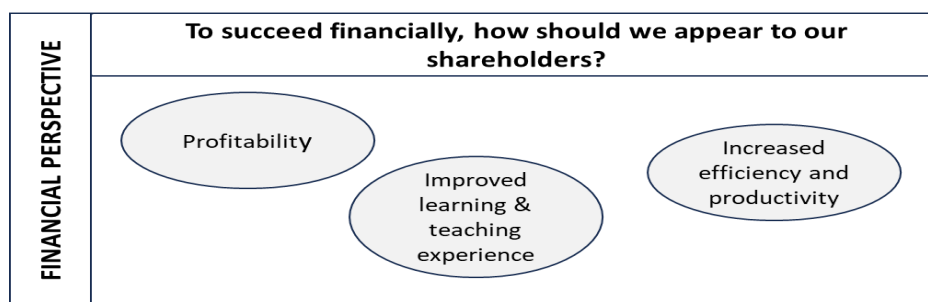 FINANCIAL PERSPECTIVE
To succeed financially, how should we appear to our
shareholders?
Profitability
Improved
learning &
teaching
experience
Increased
efficiency and
productivity